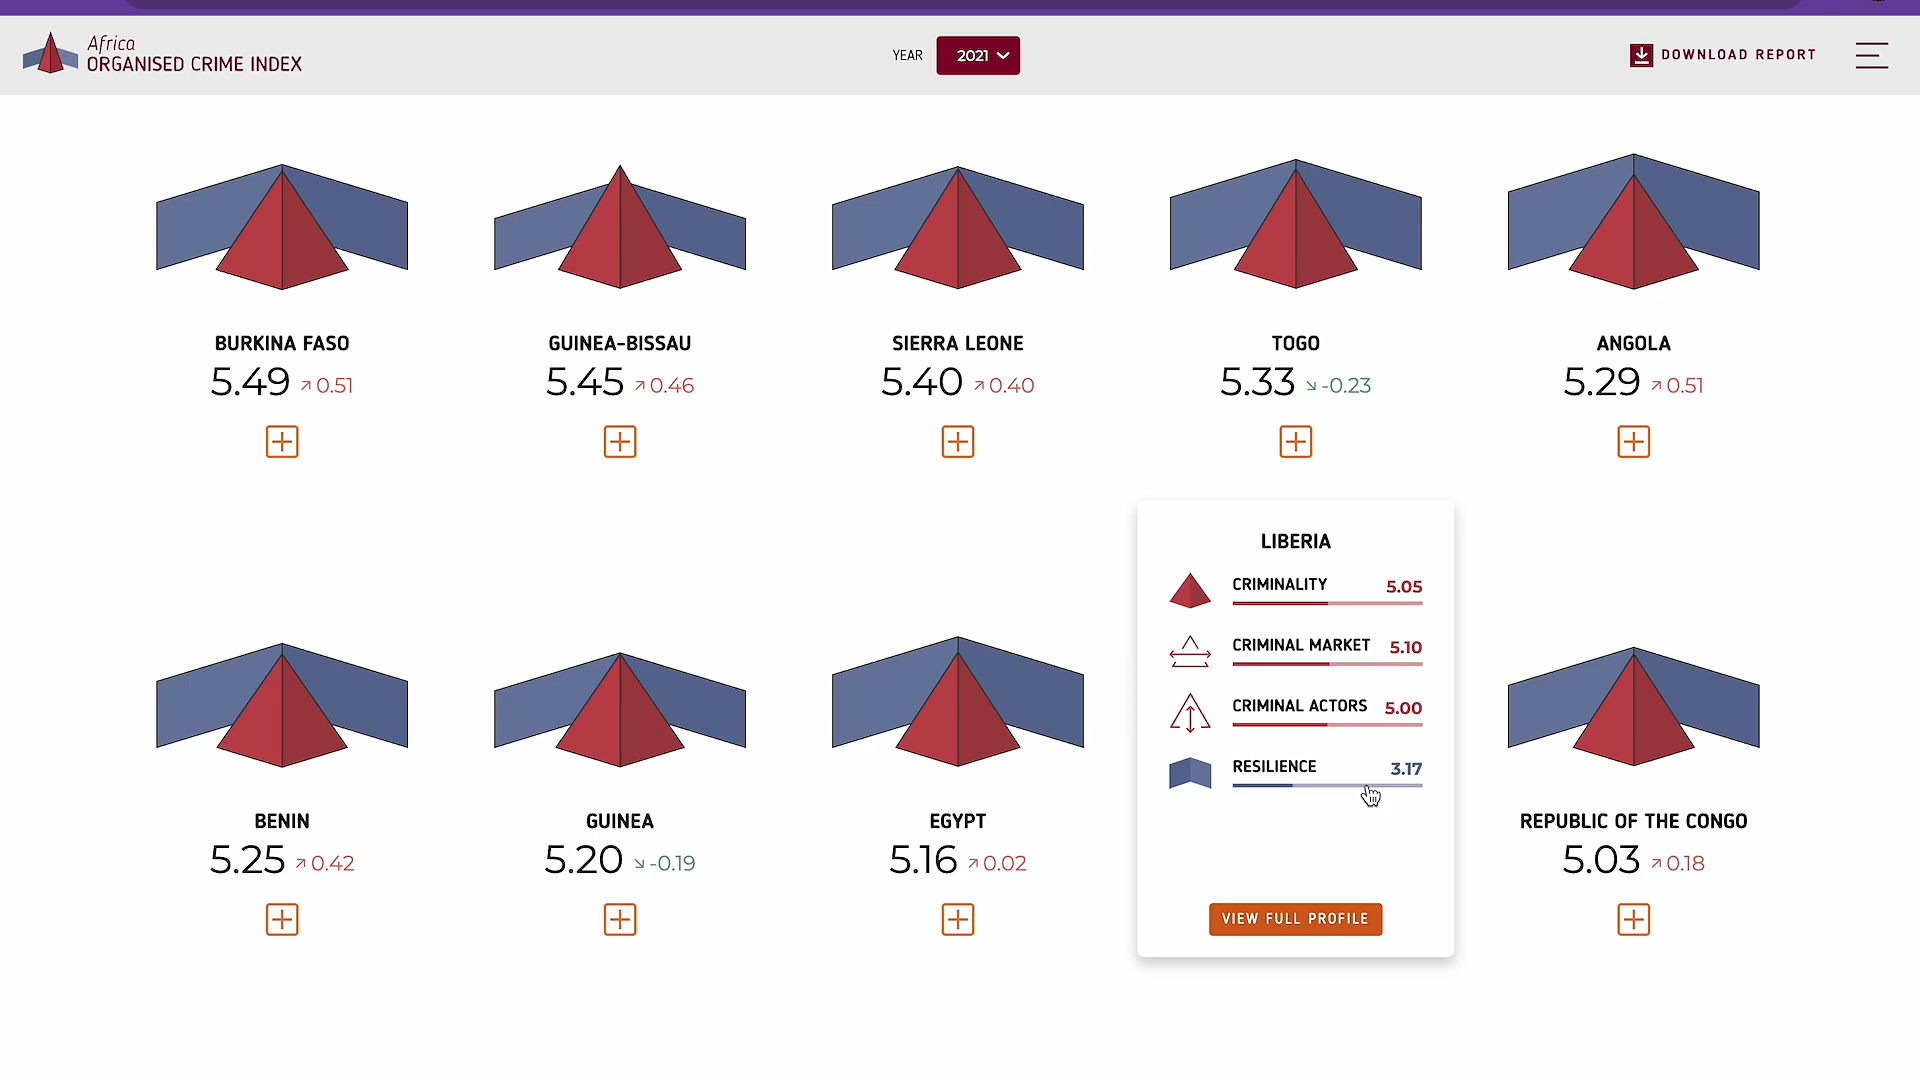 Africa
ORGANISED CRIME INDEX
YEAR
2021
DOWNLOAD REPORT
BURKINA FASO
5.49 ↗ 0.51
GUINEA-BISSAU
5.45 ↗ 0.46
SIERRA LEONE
5.40 ↗ 0.40
TOGO
5.33 ↘ -0.23
ANGOLA
5.29 ↗ 0.51
BENIN
5.25 ↗ 0.42
GUINEA
5.20 ↘ -0.19
EGYPT
5.16 ↗ 0.02
LIBERIA
CRIMINALITY 5.05
CRIMINAL MARKET 5.10
CRIMINAL ACTORS 5.00
RESILIENCE 3.17
VIEW FULL PROFILE
REPUBLIC OF THE CONGO
5.03 ↗ 0.18